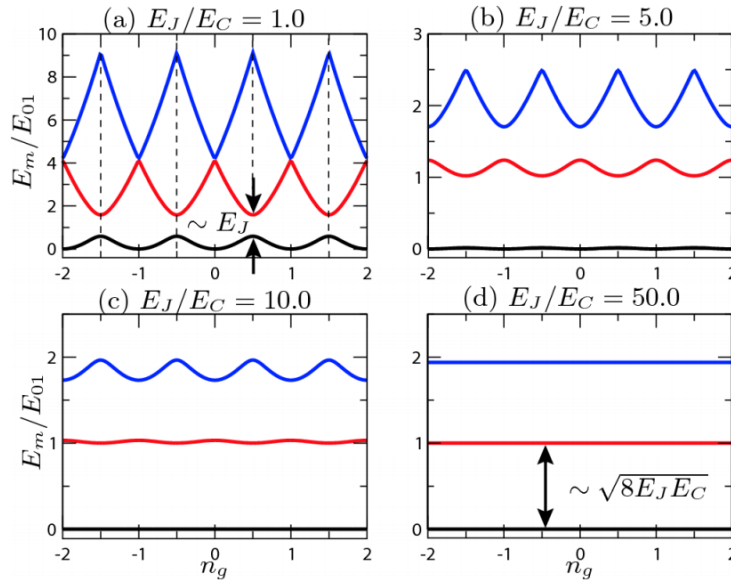 (a) E_J/E_C = 1.0
(b) E_J/E_C = 5.0
E_m/E_01
10
8
6
4
2
0
∼ E_J
-2 -1 0 1 2
3
2
1
0
-2 -1 0 1 2
(c) E_J/E_C = 10.0
(d) E_J/E_C = 50.0
E_m/E_01
2
1
0
-2 -1 0 1 2
n_g
2
1
0
∼ √8E_JE_C
-2 -1 0 1 2
n_g